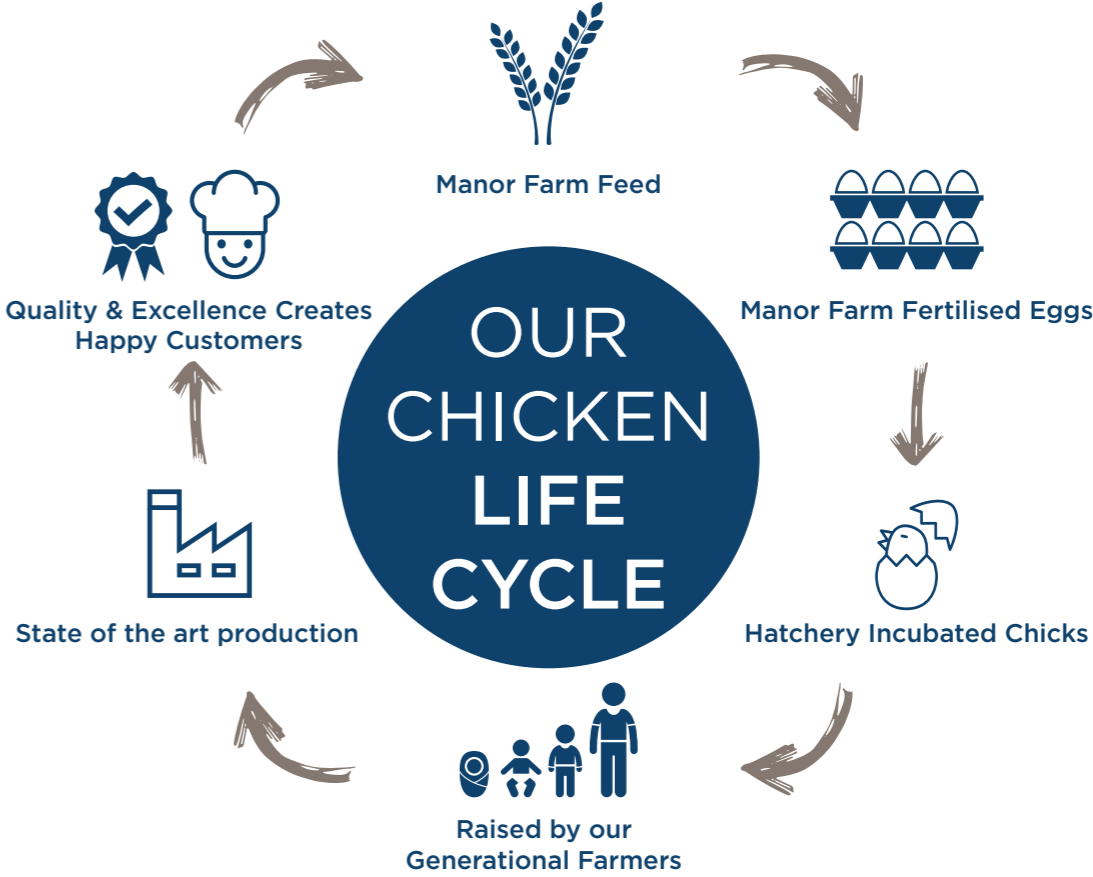 Manor Farm Feed
Manor Farm Fertilised Eggs
Hatchery Incubated Chicks
Raised by our
Generational Farmers
State of the art production
Quality & Excellence Creates
Happy Customers
OUR
CHICKEN
LIFE
CYCLE